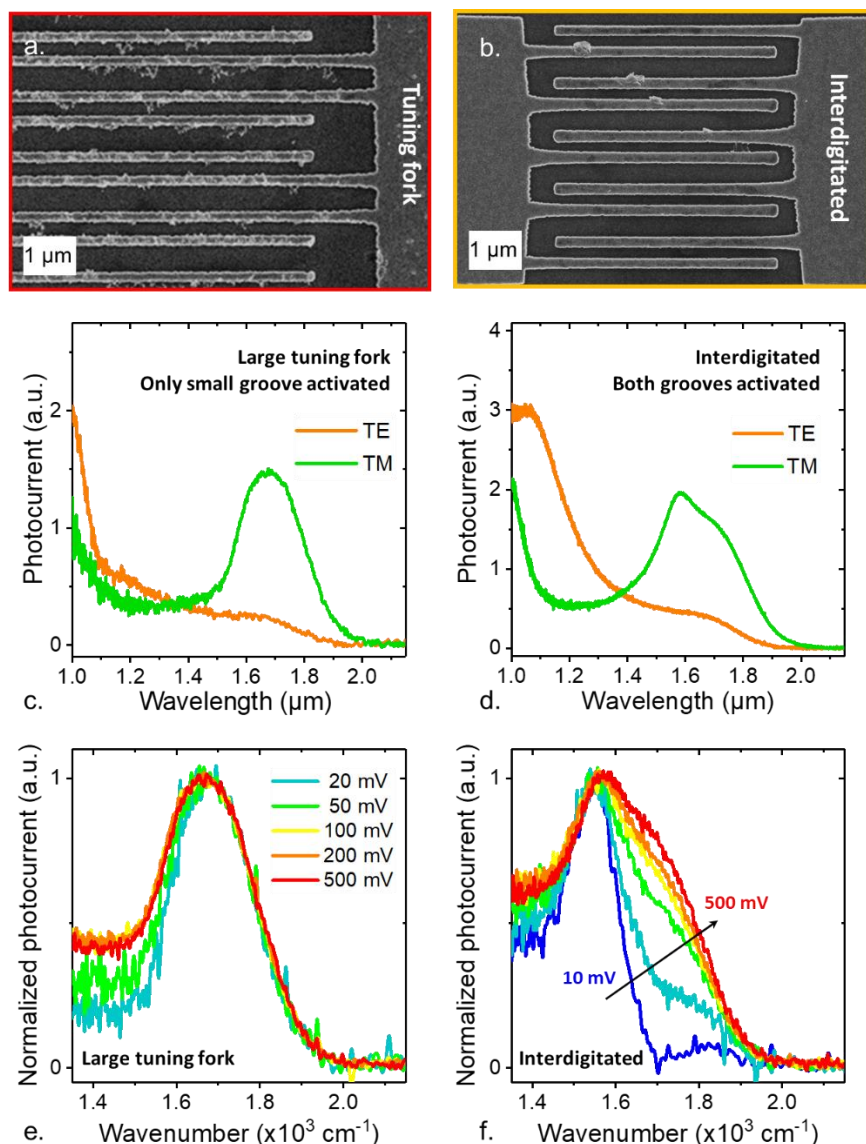 a.
Tuning fork
1 µm
b.
Interdigitated
1 µm
Large tuning fork
Only small groove activated
TE
TM
Photocurrent (a.u.)
2
1
0
1.0 1.2 1.4 1.6 1.8 2.0
Wavelength (µm)
c.
Interdigitated
Both grooves activated
TE
TM
Photocurrent (a.u.)
4
3
2
1
0
1.0 1.2 1.4 1.6 1.8 2.0
Wavelength (µm)
d.
20 mV
50 mV
100 mV
200 mV
500 mV
Normalized photocurrent (a.u.)
1
0
Large tuning fork
1.4 1.6 1.8 2.0
Wavenumber (x10³ cm⁻¹)
e.
500 mV
10 mV
Normalized photocurrent (a.u.)
1
0
Interdigitated
1.4 1.6 1.8 2.0
Wavenumber (x10³ cm⁻¹)
f.